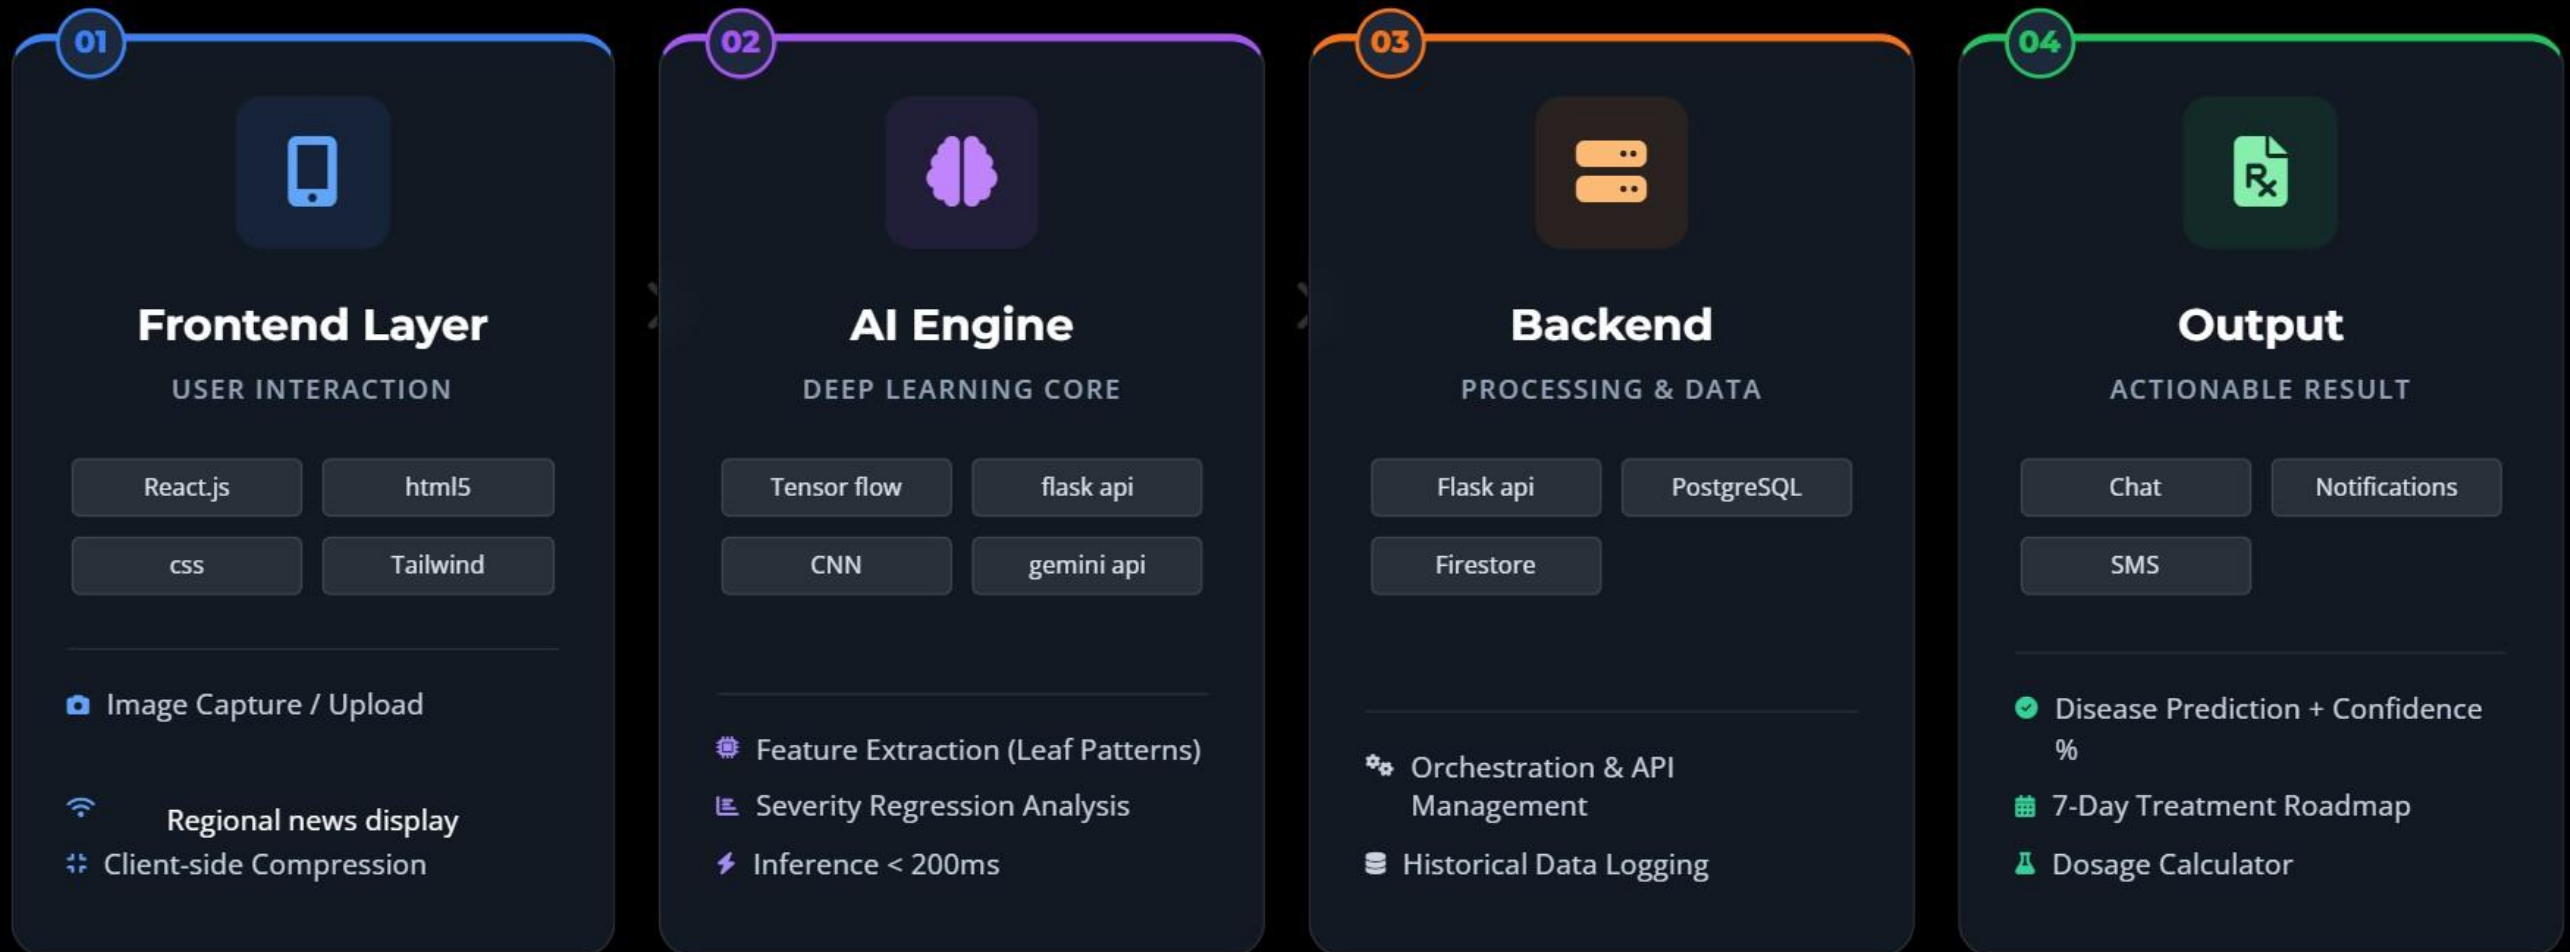 01
Frontend Layer
USER INTERACTION
React.js
html5
css
Tailwind
Image Capture / Upload
Regional news display
Client-side Compression
02
AI Engine
DEEP LEARNING CORE
Tensor flow
flask api
CNN
gemini api
Feature Extraction (Leaf Patterns)
Severity Regression Analysis
Inference < 200ms
03
Backend
PROCESSING & DATA
Flask api
PostgreSQL
Firestore
Orchestration & API
Management
Historical Data Logging
04
Rx
Output
ACTIONABLE RESULT
Chat
Notifications
SMS
Disease Prediction + Confidence
%
7-Day Treatment Roadmap
Dosage Calculator